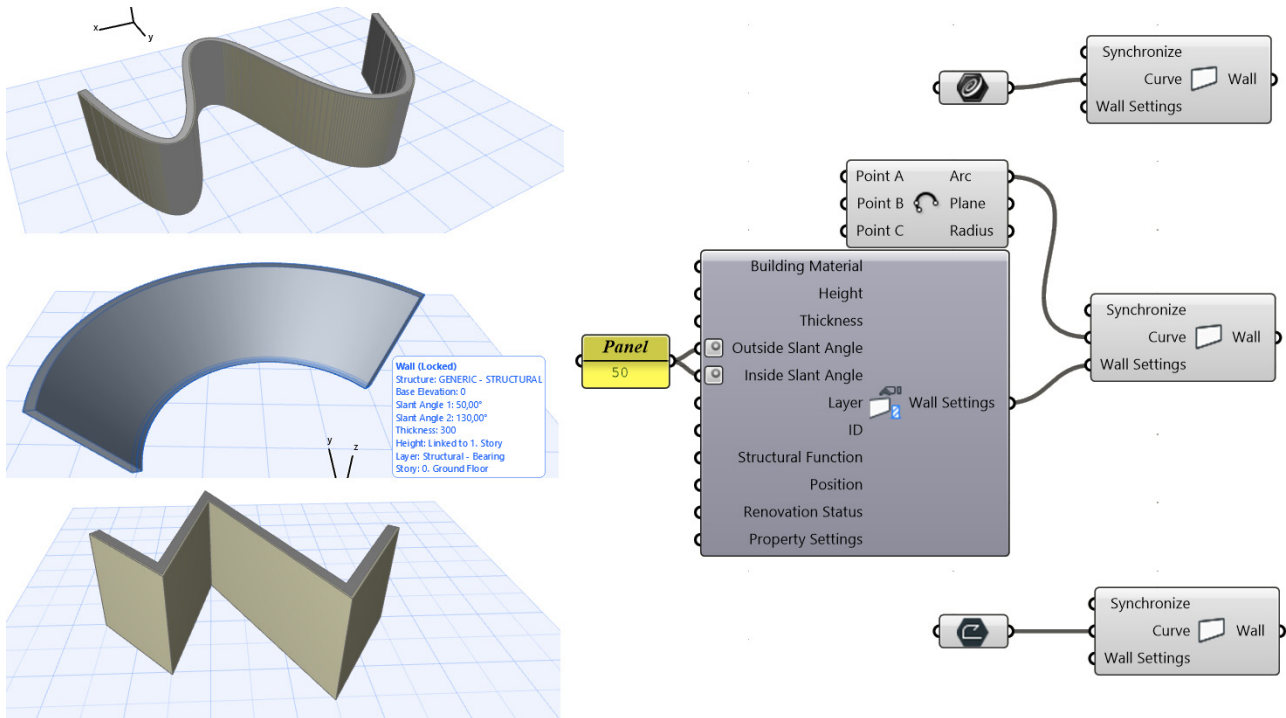 x
y
Wall (Locked)
Structure: GENERIC - STRUCTURAL
Base Elevation: 0
Slant Angle 1: 50,00°
Slant Angle 2: 130,00°
Thickness: 300
Height: Linked to 1. Story
Layer: Structural - Bearing
Story: 0. Ground Floor
y
z
Synchronize
Curve Wall
Wall Settings
Point A Arc
Point B Plane
Point C Radius
Building Material
Height
Thickness
Outside Slant Angle
Inside Slant Angle
Layer Wall Settings
ID
Structural Function
Position
Renovation Status
Property Settings
Panel
50
Synchronize
Curve Wall
Wall Settings
Synchronize
Curve Wall
Wall Settings